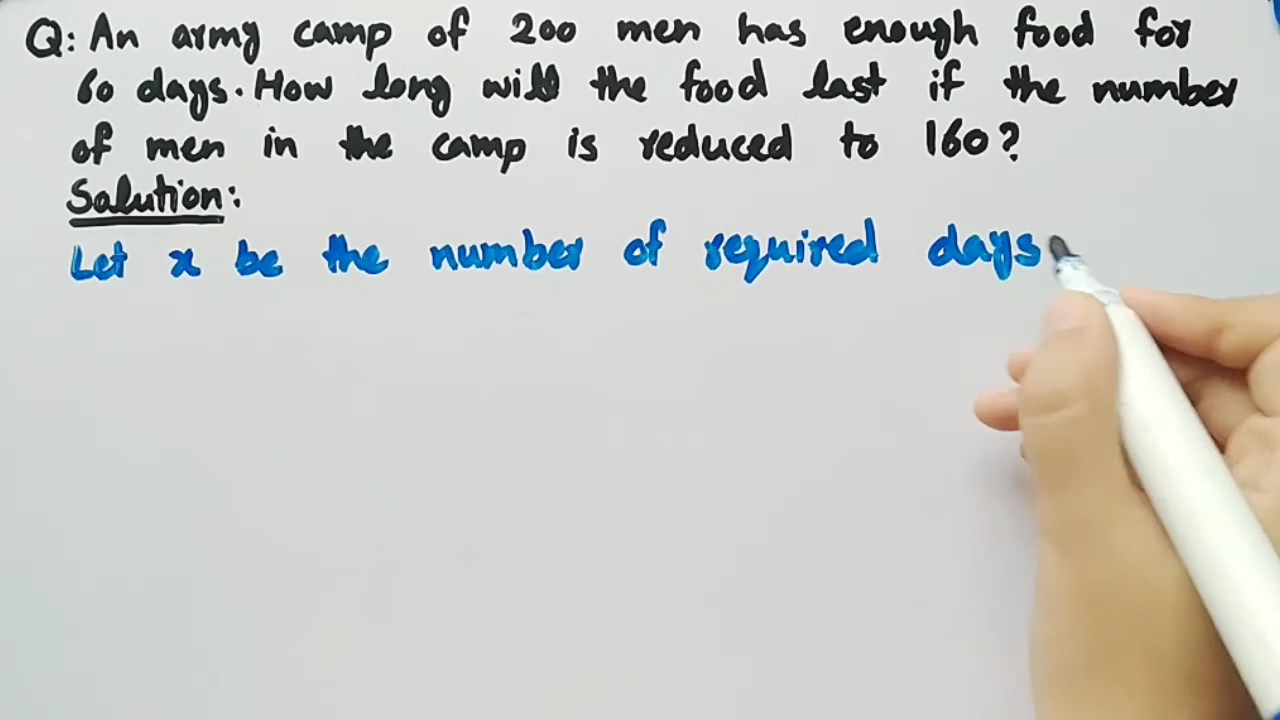 Q: An army camp of 200 men has enough food for
60 days. How long will the food last if the number
of men in the camp is reduced to 160?
Solution:
Let x be the number of required days